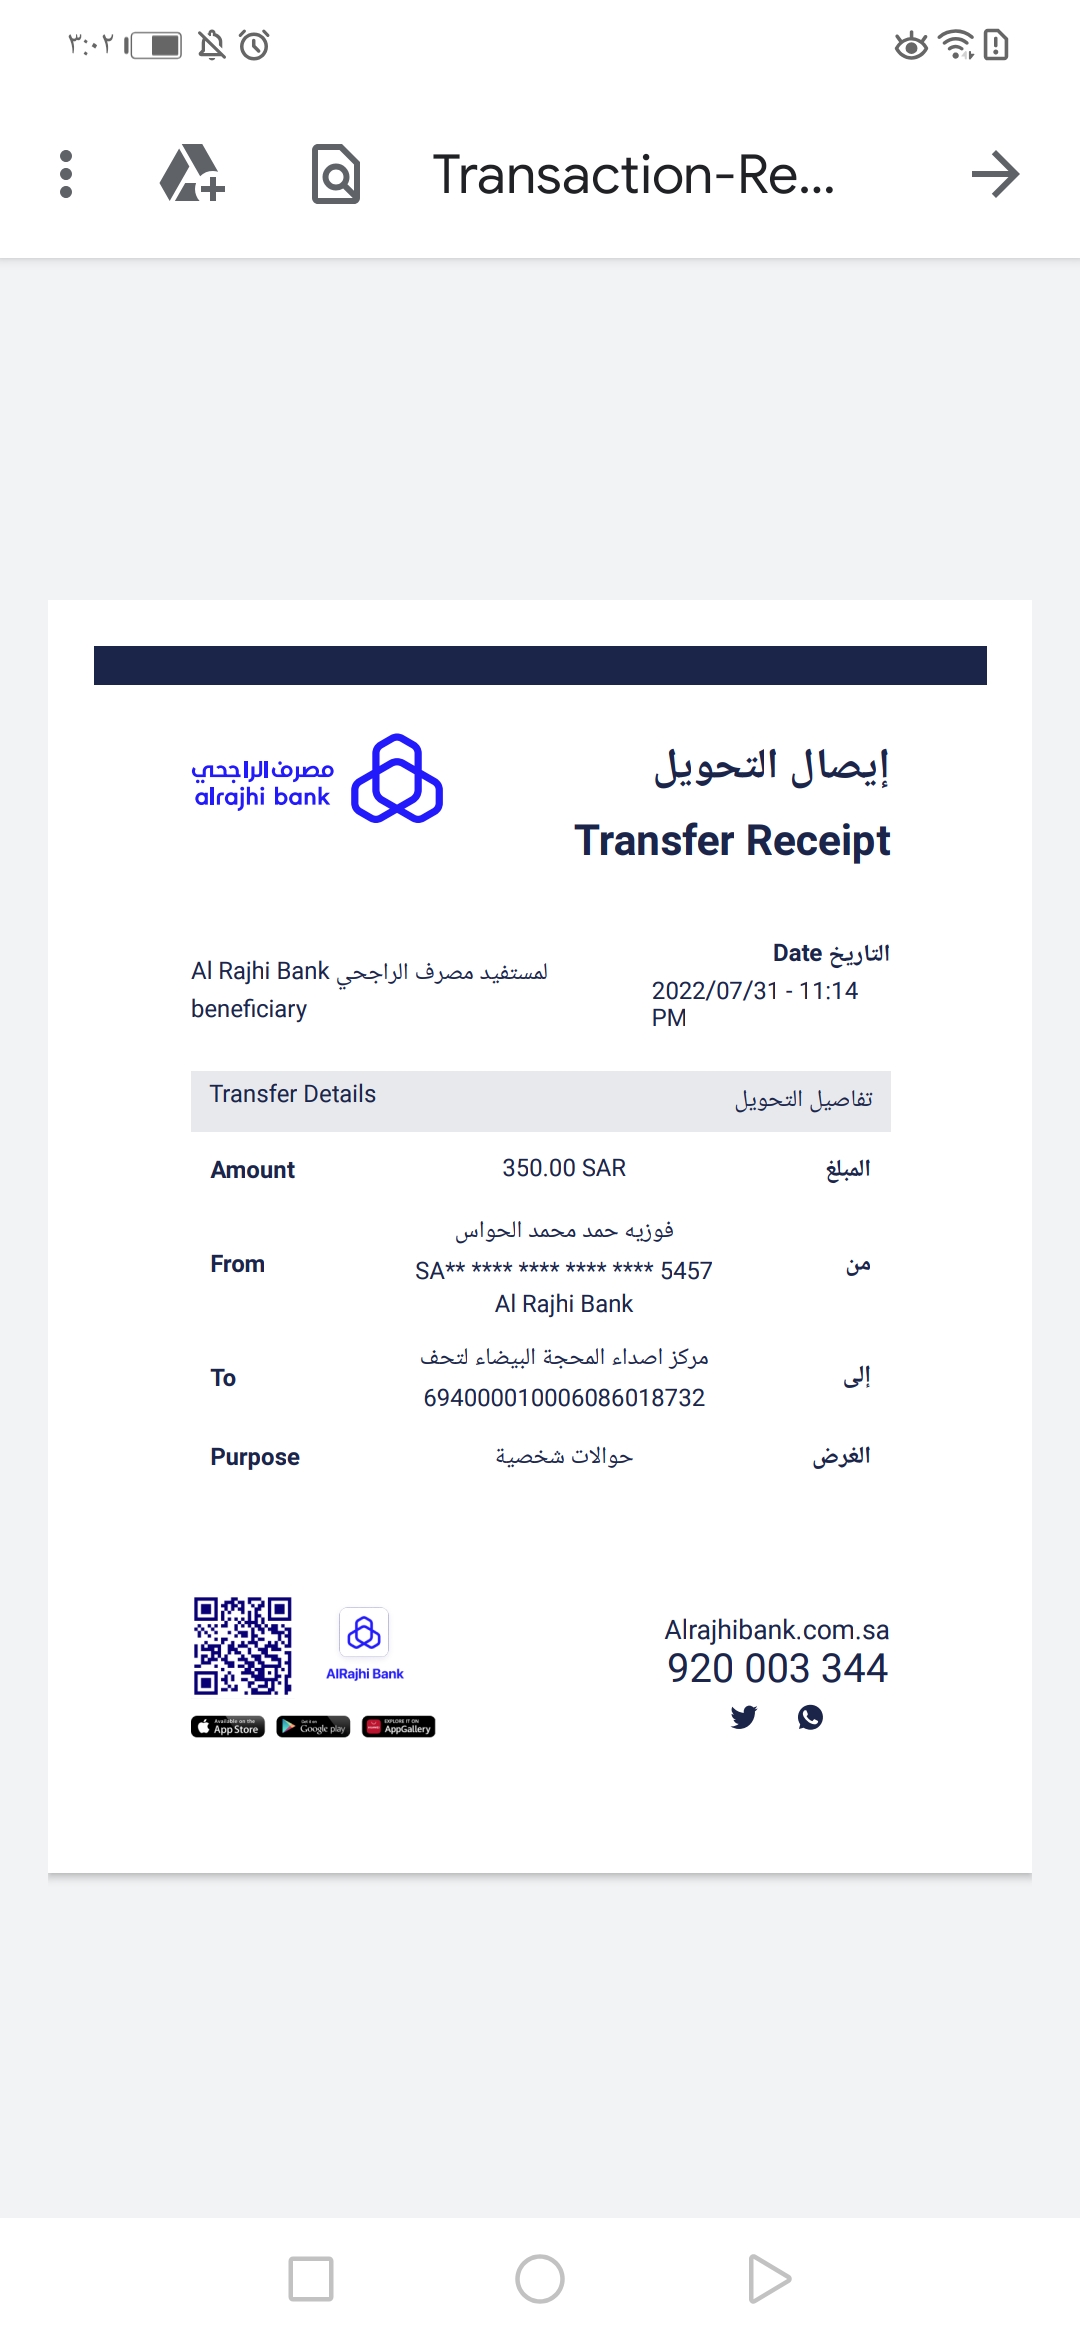 ٣:٠٢
Transaction-Re...
مصرف الراجحي
alrajhi bank
إيصال التحويل
Transfer Receipt
التاريخ Date
2022/07/31 - 11:14
PM
Al Rajhi Bank لمستفيد مصرف الراجحي
beneficiary
Transfer Details تفاصيل التحويل
Amount 350.00 SAR المبلغ
فوزيه حمد محمد الحواس
From SA** **** **** **** **** 5457 من
Al Rajhi Bank
مركز اصداء المحجة البيضاء لتحف
To 694000010006086018732 إلى
Purpose حوالات شخصية الغرض
AlRajhi Bank
Available on the
App Store
Get it on
Google play
EXPLORE IT ON
AppGallery
Alrajhibank.com.sa
920 003 344